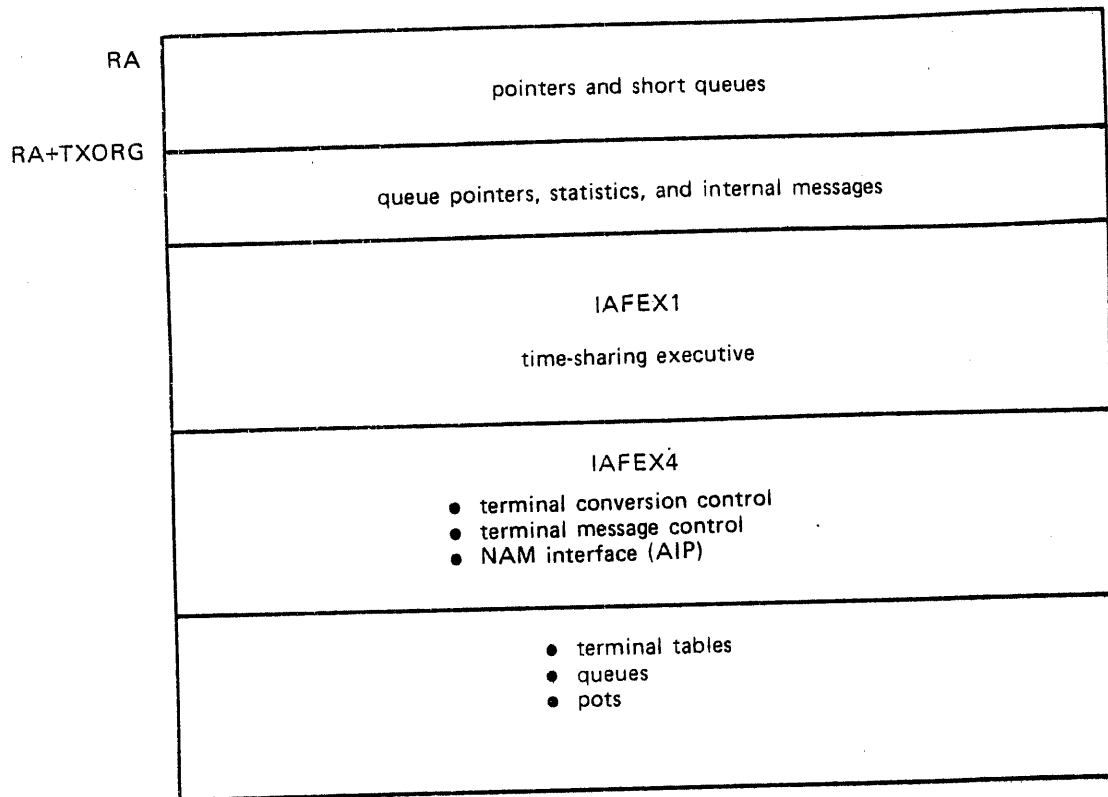 RA
pointers and short queues
RA+TXORG
queue pointers, statistics, and internal messages
IAFEX1
time-sharing executive
IAFEX4
● terminal conversion control
● terminal message control
● NAM interface (AIP)
● terminal tables
● queues
● pots